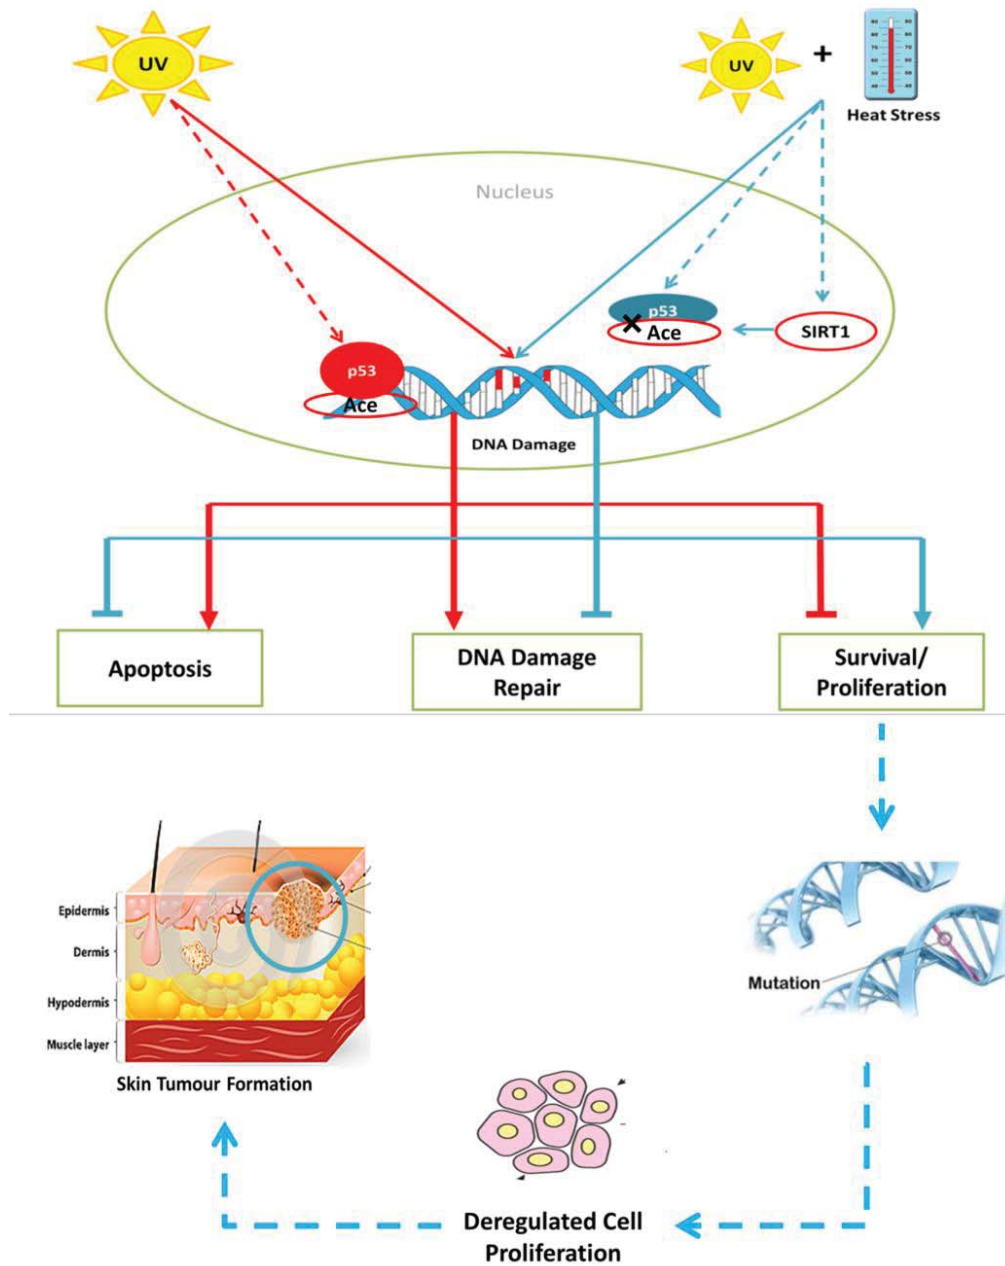 UV
UV
+
Heat Stress
Nucleus
p53
Ace
SIRT1
p53
Ace
DNA Damage
Apoptosis
DNA Damage
Repair
Survival/
Proliferation
Epidermis
Dermis
Hypodermis
Muscle layer
Skin Tumour Formation
Mutation
Deregulated Cell
Proliferation